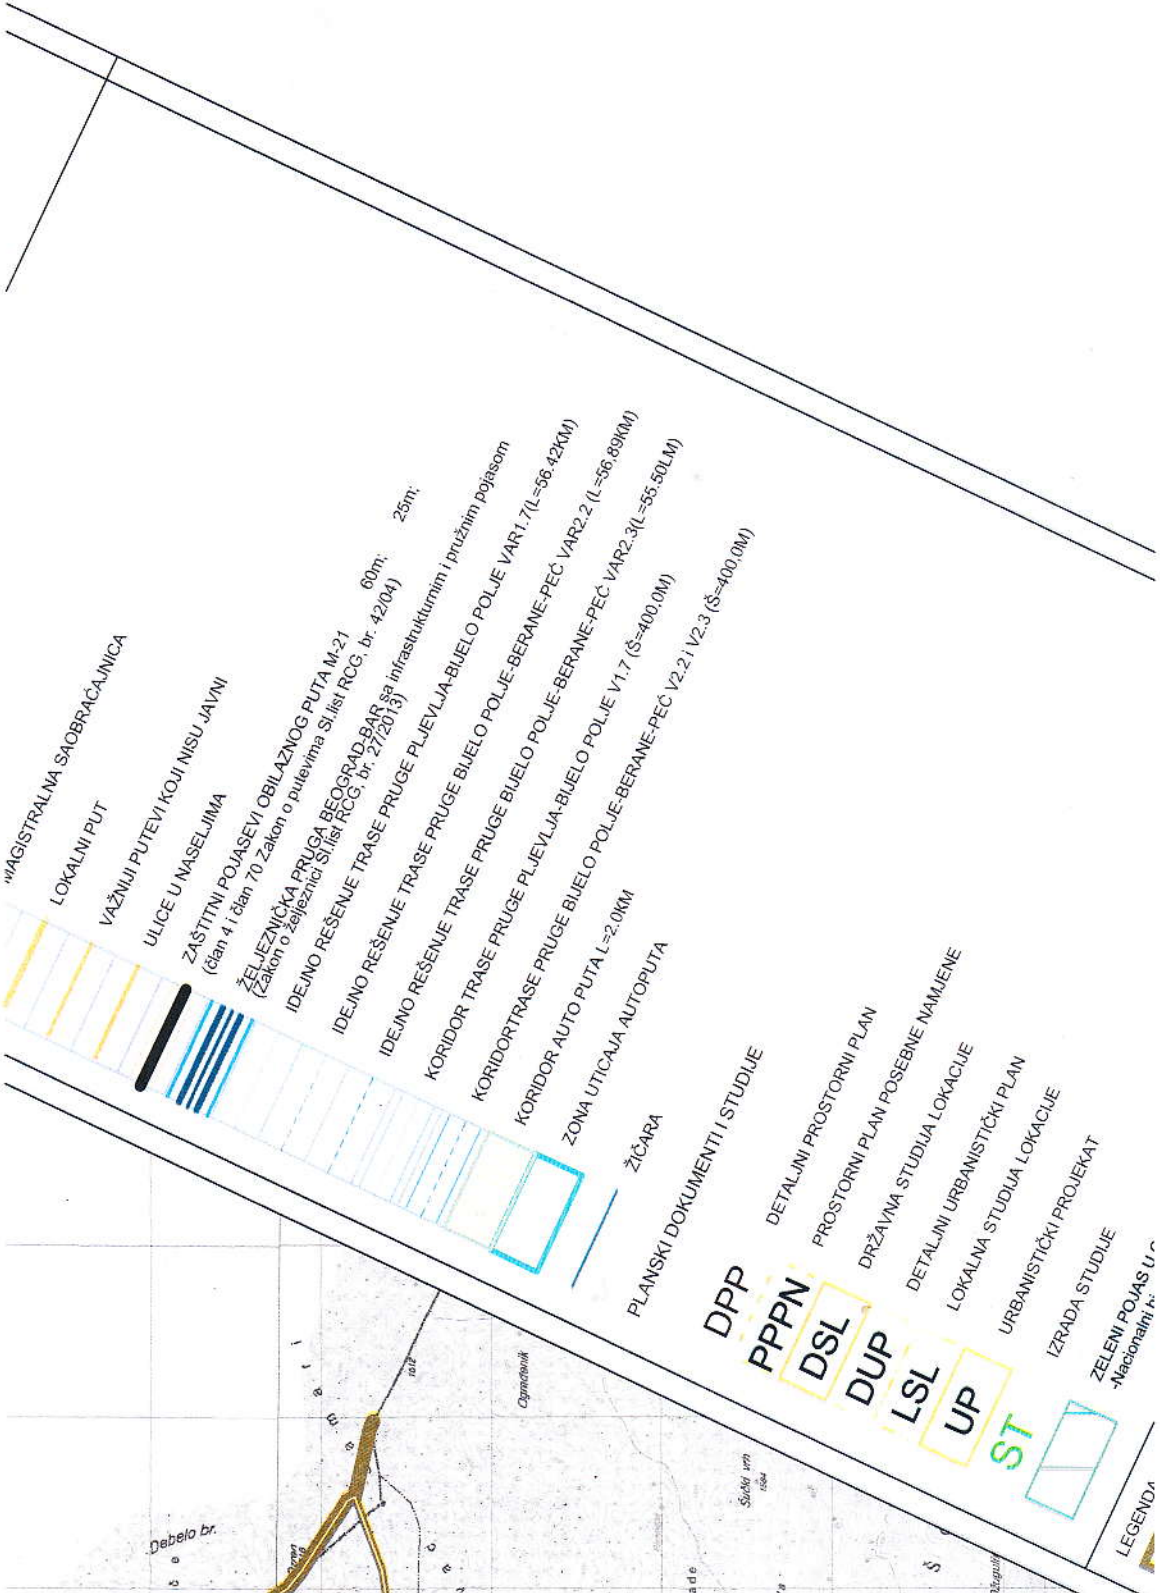 MAGISTRALNA SAOBRAĆAJNICA
LOKALNI PUT
VAŽNIJI PUTEVI KOJI NISU JAVNI
ULICE U NASELJIMA
ZAŠTITNI POJASEVI OBILAZNOG PUTA M-21 60m; 25m;
(član 4 i član 70 Zakon o putevima Sl.list RCG, br. 42/04)
ŽELJEZNIČKA PRUGA BEOGRAD-BAR sa infrastrukturnim i pružnim pojasom
(Zakon o željeznici Sl.list RCG, br. 27/2013)
IDEJNO REŠENJE TRASE PRUGE PLJEVLJA-BIJELO POLJE VAR1.7(L=56.42KM)
IDEJNO REŠENJE TRASE PRUGE BIJELO POLJE-BERANE-PEĆ VAR2.2 (L=56,89KM)
IDEJNO REŠENJE TRASE PRUGE BIJELO POLJE-BERANE-PEĆ VAR2.3(L=55.50LM)
KORIDOR TRASE PRUGE PLJEVLJA-BIJELO POLJE V1.7 (Š=400.0M)
KORIDORTRASE PRUGE BIJELO POLJE-BERANE-PEĆ V2.2 i V2.3 (Š=400,0M)
KORIDOR AUTO PUTA L=2.0KM
ZONA UTICAJA AUTOPUTA
ŽIČARA
PLANSKI DOKUMENTI I STUDIJE
DPP DETALJNI PROSTORNI PLAN
PPPN PROSTORNI PLAN POSEBNE NAMJENE
DSL DRŽAVNA STUDIJA LOKACIJE
DUP DETALJNI URBANISTIČKI PLAN
LSL LOKALNA STUDIJA LOKACIJE
UP URBANISTIČKI PROJEKAT
ST IZRADA STUDIJE
ZELENI POJAS U
-Nacionalni
LEGENDA
Debelo br.
1612
Ogradenik
Šućki vrh
1584